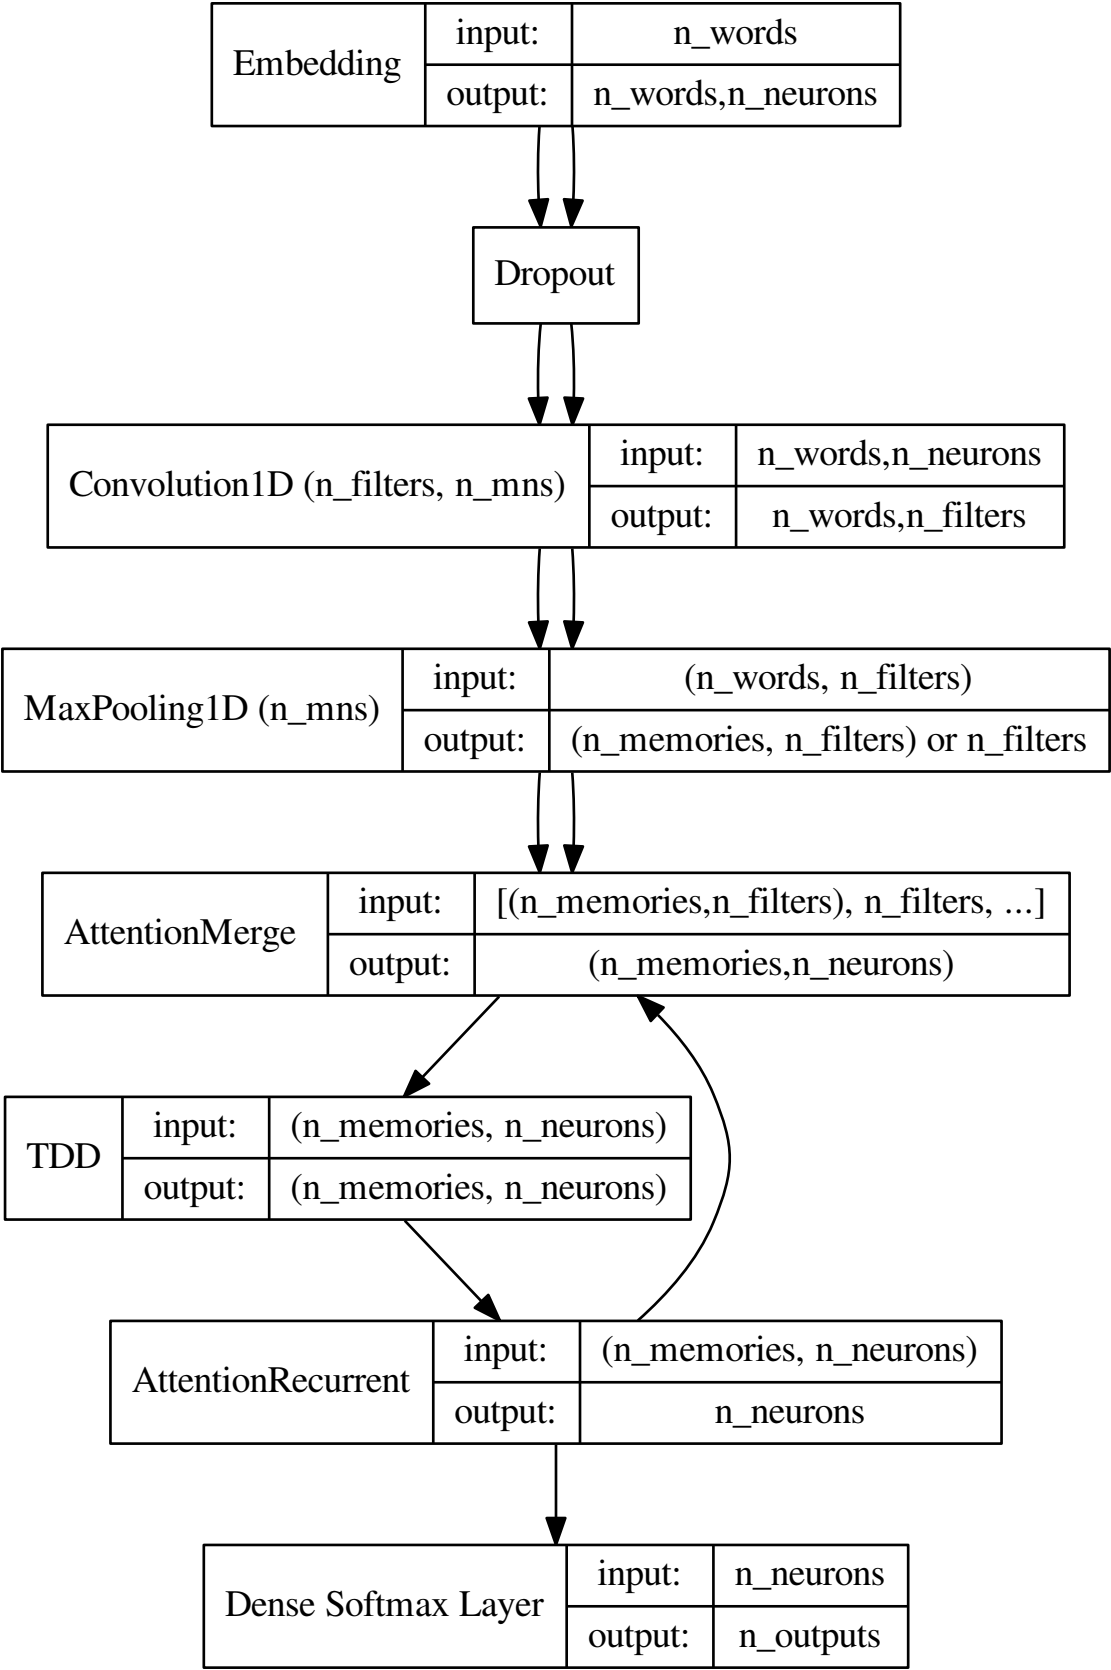 Embedding
input:
n_words
output:
n_words,n_neurons
Dropout
Convolution1D (n_filters, n_mns)
input:
n_words,n_neurons
output:
n_words,n_filters
MaxPooling1D (n_mns)
input:
(n_words, n_filters)
output:
(n_memories, n_filters) or n_filters
AttentionMerge
input:
[(n_memories,n_filters), n_filters, ...]
output:
(n_memories,n_neurons)
TDD
input:
(n_memories, n_neurons)
output:
(n_memories, n_neurons)
AttentionRecurrent
input:
(n_memories, n_neurons)
output:
n_neurons
Dense Softmax Layer
input:
n_neurons
output:
n_outputs